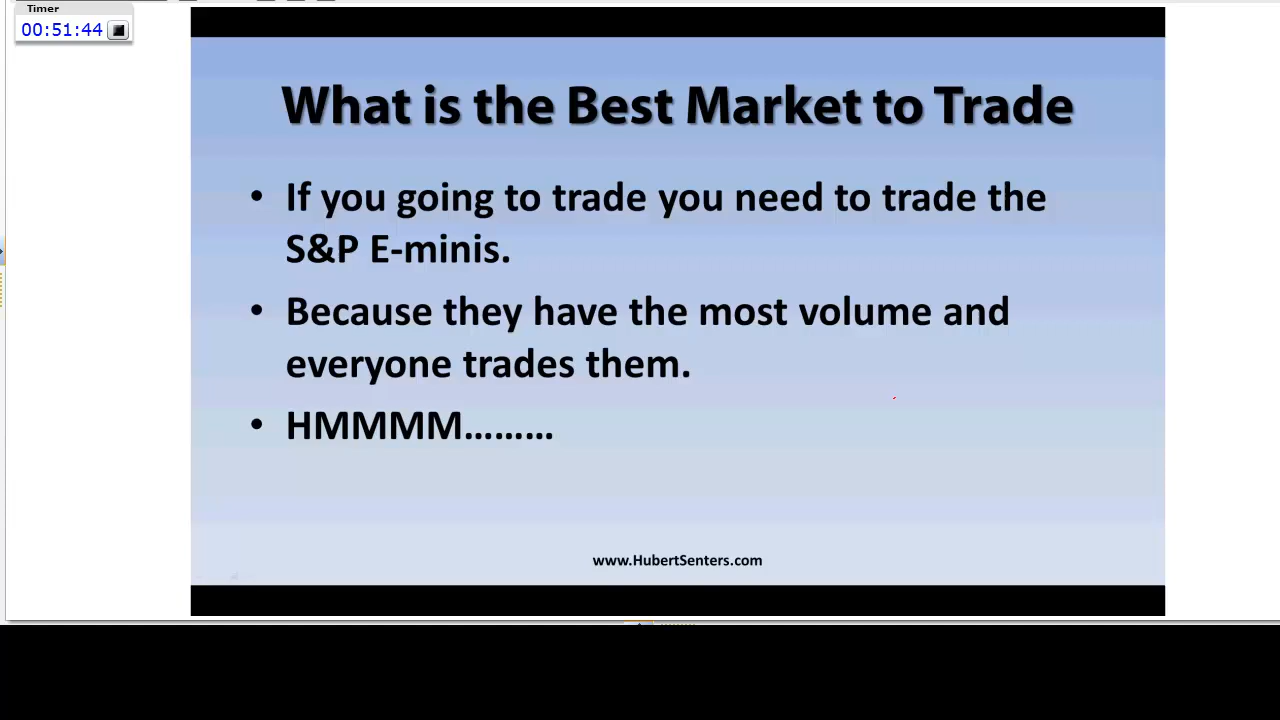 Timer
00:51:44
What is the Best Market to Trade
• If you going to trade you need to trade the
S&P E-minis.
• Because they have the most volume and
everyone trades them.
• HMMMM.........
www.HubertSenters.com